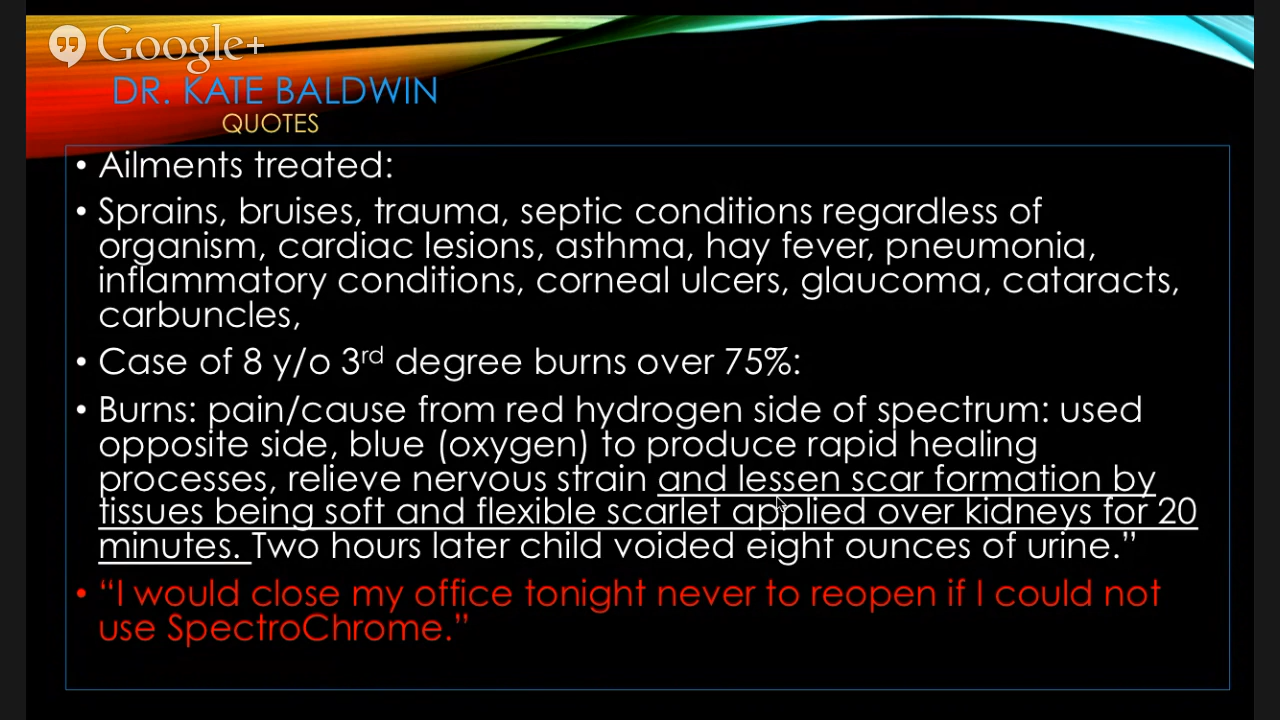 Google+
DR. KATE BALDWIN
QUOTES
• Ailments treated:
• Sprains, bruises, trauma, septic conditions regardless of
organism, cardiac lesions, asthma, hay fever, pneumonia,
inflammatory conditions, corneal ulcers, glaucoma, cataracts,
carbuncles,
• Case of 8 y/o 3rd degree burns over 75%:
• Burns: pain/cause from red hydrogen side of spectrum: used
opposite side, blue (oxygen) to produce rapid healing
processes, relieve nervous strain and lessen scar formation by
tissues being soft and flexible scarlet applied over kidneys for 20
minutes. Two hours later child voided eight ounces of urine.”
• “I would close my office tonight never to reopen if I could not
use SpectroChrome.”